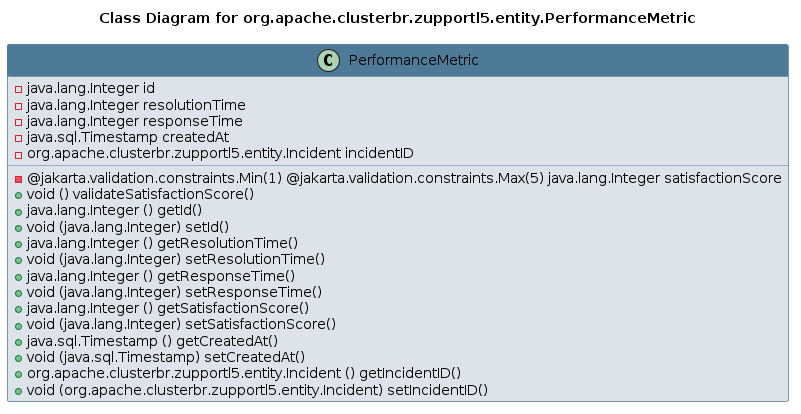 Class Diagram for org.apache.clusterbr.zupportl5.entity.PerformanceMetric
C PerformanceMetric
java.lang.Integer id
java.lang.Integer resolutionTime
java.lang.Integer responseTime
java.sql.Timestamp createdAt
org.apache.clusterbr.zupportl5.entity.Incident incidentID
@jakarta.validation.constraints.Min(1) @jakarta.validation.constraints.Max(5) java.lang.Integer satisfactionScore
void () validateSatisfactionScore()
java.lang.Integer () getId()
void (java.lang.Integer) setId()
java.lang.Integer () getResolutionTime()
void (java.lang.Integer) setResolutionTime()
java.lang.Integer () getResponseTime()
void (java.lang.Integer) setResponseTime()
java.lang.Integer () getSatisfactionScore()
void (java.lang.Integer) setSatisfactionScore()
java.sql.Timestamp () getCreatedAt()
void (java.sql.Timestamp) setCreatedAt()
org.apache.clusterbr.zupportl5.entity.Incident () getIncidentID()
void (org.apache.clusterbr.zupportl5.entity.Incident) setIncidentID()